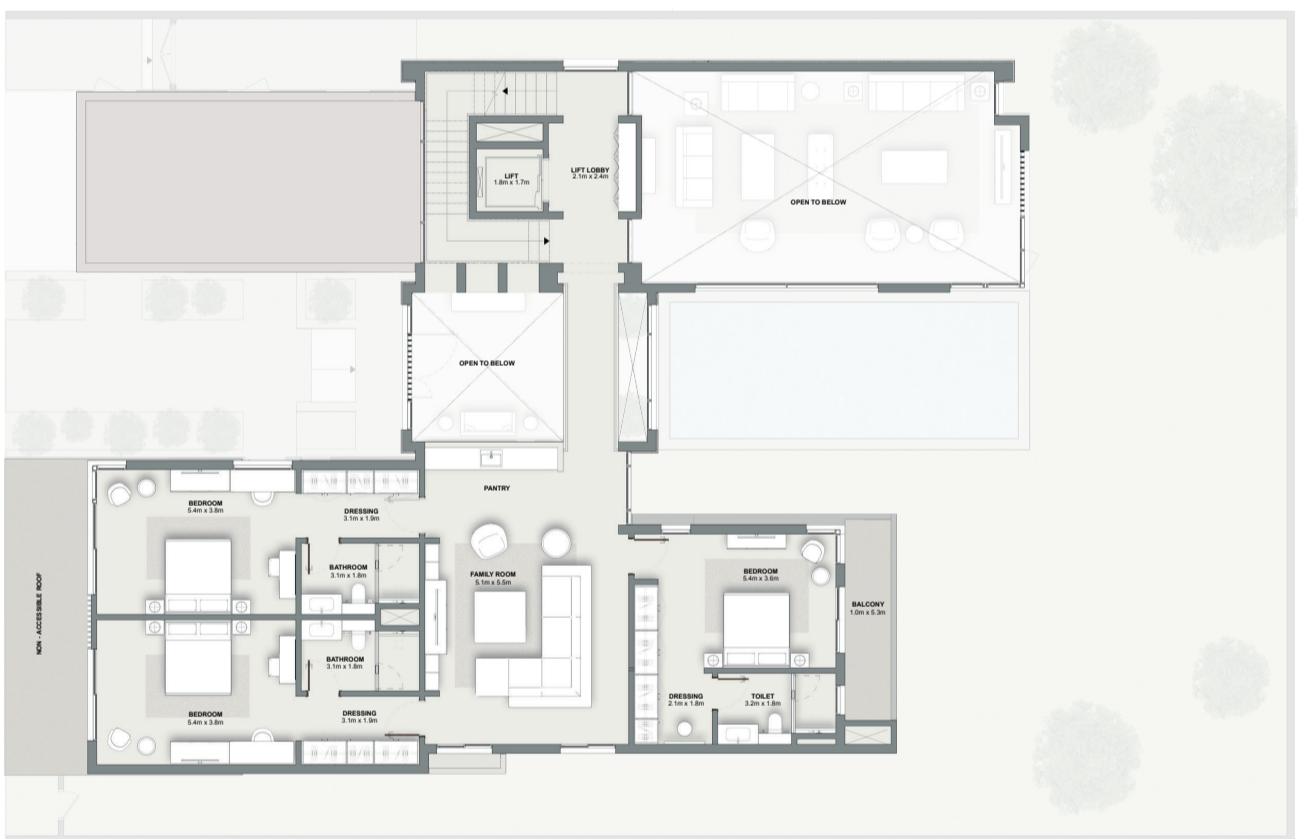 LIFT
1.8m x 1.7m
LIFT LOBBY
2.1m x 2.4m
OPEN TO BELOW
OPEN TO BELOW
PANTRY
BEDROOM
5.4m x 3.8m
DRESSING
3.1m x 1.9m
BATHROOM
3.1m x 1.8m
FAMILY ROOM
5.1m x 5.5m
BEDROOM
5.4m x 3.6m
BALCONY
1.0m x 5.3m
NON - ACCESSIBLE ROOF
BATHROOM
3.1m x 1.8m
BEDROOM
5.4m x 3.8m
DRESSING
3.1m x 1.9m
DRESSING
2.1m x 1.8m
TOILET
3.2m x 1.8m